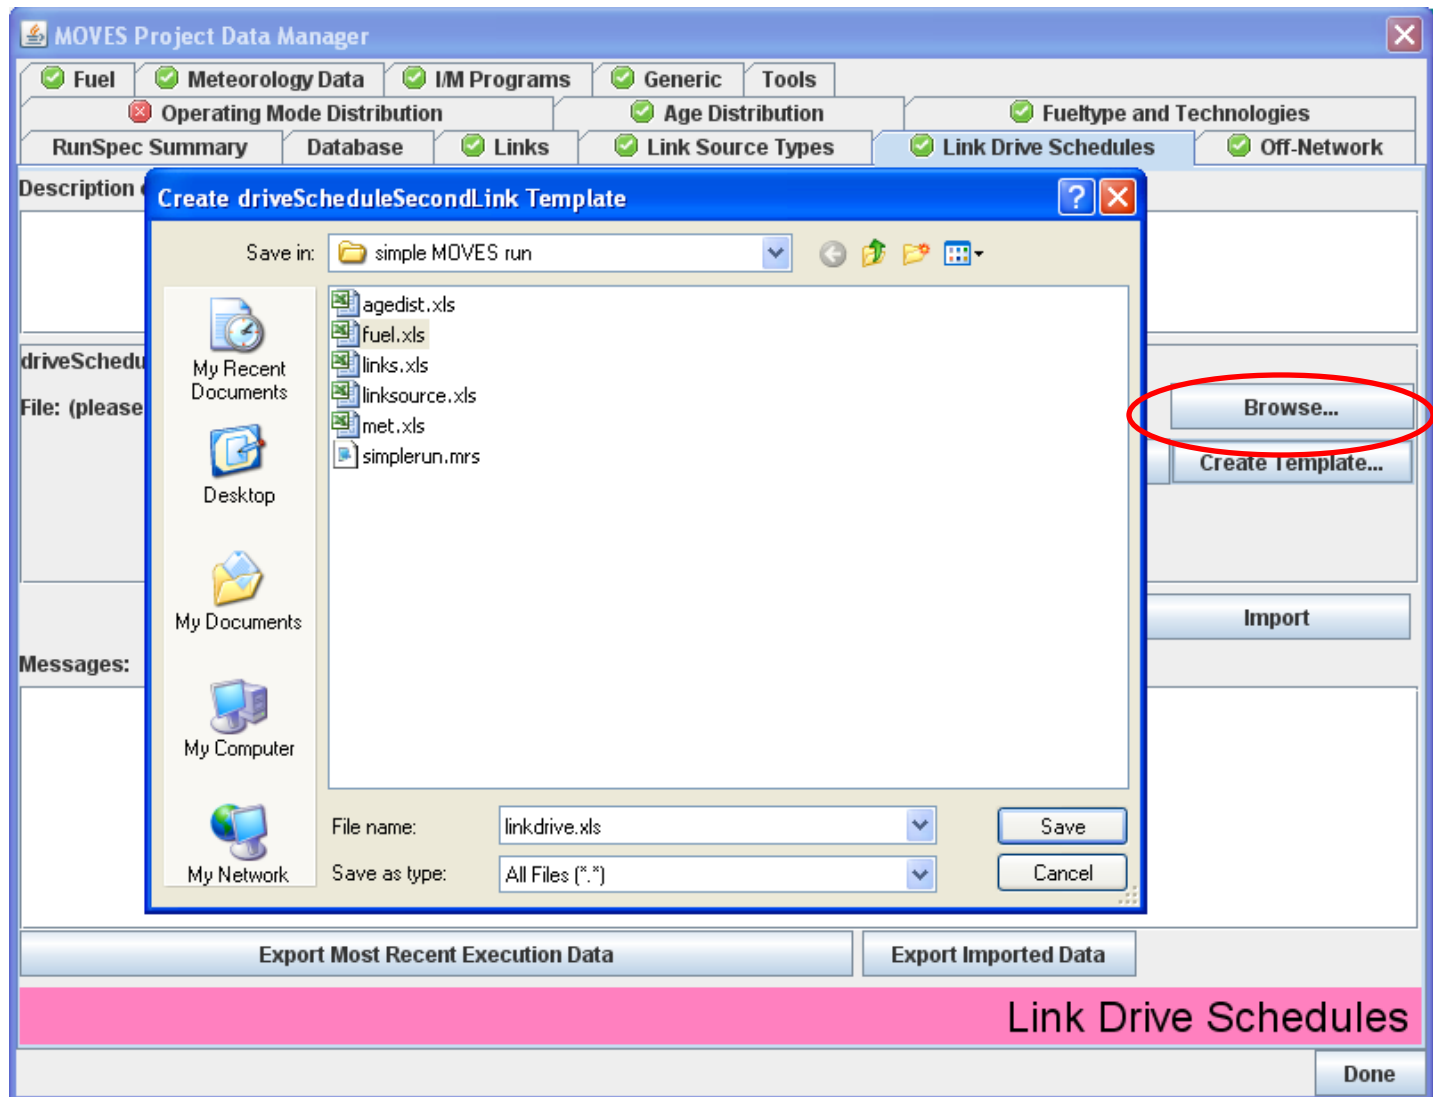 MOVES Project Data Manager
Fuel Meteorology Data I/M Programs Generic Tools
Operating Mode Distribution Age Distribution Fueltype and Technologies
RunSpec Summary Database Links Link Source Types Link Drive Schedules Off-Network
Description
Create driveScheduleSecondLink Template
Save in: simple MOVES run
agedist.xls
fuel.xls
links.xls
linksource.xls
met.xls
simplerun.mrs
My Recent
Documents
Desktop
My Documents
My Computer
My Network
File name: linkdrive.xls Save
Save as type: All Files (*.*) Cancel
driveSchedu
File: (please Browse...
Create Template...
Import
Messages:
Export Most Recent Execution Data Export Imported Data
Link Drive Schedules
Done